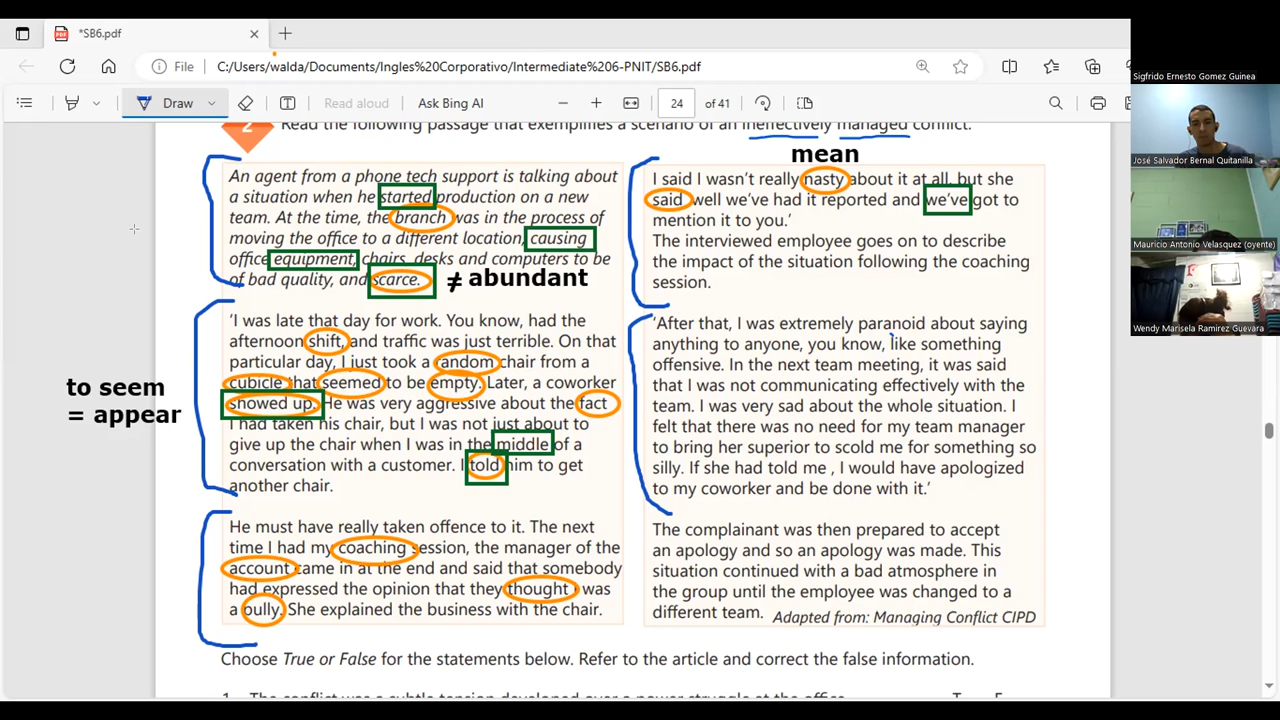 *SB6.pdf
File
C:/Users/walda/Documents/Ingles%20Corporativo/Intermediate%206-PNIT/SB6.pdf
Draw
Read aloud
Ask Bing AI
24
of 41
2 Read the following passage that exemplifies a scenario of an ineffectively managed conflict.
An agent from a phone tech support is talking about
a situation when he started production on a new
team. At the time, the branch was in the process of
moving the office to a different location, causing
office equipment, chairs, desks and computers to be
of bad quality, and scarce.
≠ abundant
'I was late that day for work. You know, had the
afternoon shift, and traffic was just terrible. On that
particular day, I just took a random chair from a
cubicle that seemed to be empty. Later, a coworker
showed up. He was very aggressive about the fact
I had taken his chair, but I was not just about to
give up the chair when I was in the middle of a
conversation with a customer. I told him to get
another chair.
to seem
= appear
He must have really taken offence to it. The next
time I had my coaching session, the manager of the
account came in at the end and said that somebody
had expressed the opinion that they thought I was
a bully. She explained the business with the chair.
mean
I said I wasn't really nasty about it at all, but she
said well we've had it reported and we've got to
mention it to you.'
The interviewed employee goes on to describe
the impact of the situation following the coaching
session.
'After that, I was extremely paranoid about saying
anything to anyone, you know, like something
offensive. In the next team meeting, it was said
that I was not communicating effectively with the
team. I was very sad about the whole situation. I
felt that there was no need for my team manager
to bring her superior to scold me for something so
silly. If she had told me , I would have apologized
to my coworker and be done with it.'
The complainant was then prepared to accept
an apology and so an apology was made. This
situation continued with a bad atmosphere in
the group until the employee was changed to a
different team.
Adapted from: Managing Conflict CIPD
Choose True or False for the statements below. Refer to the article and correct the false information.
1 The conflict was a subtle tension developed over a power struggle at the office. T F
Sigfrido Ernesto Gomez Guinea
José Salvador Bernal Quitanilla
Mauricio Antonio Velasquez (oyente)
Wendy Marisela Ramirez Guevara